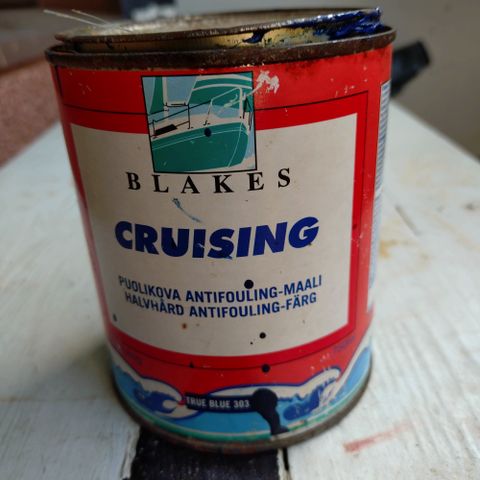 BLAKES
CRUISING
PUOLIKOVA ANTIFOULING-MAALI
HALVHÅRD ANTIFOULING-FÄRG
TRUE BLUE 303